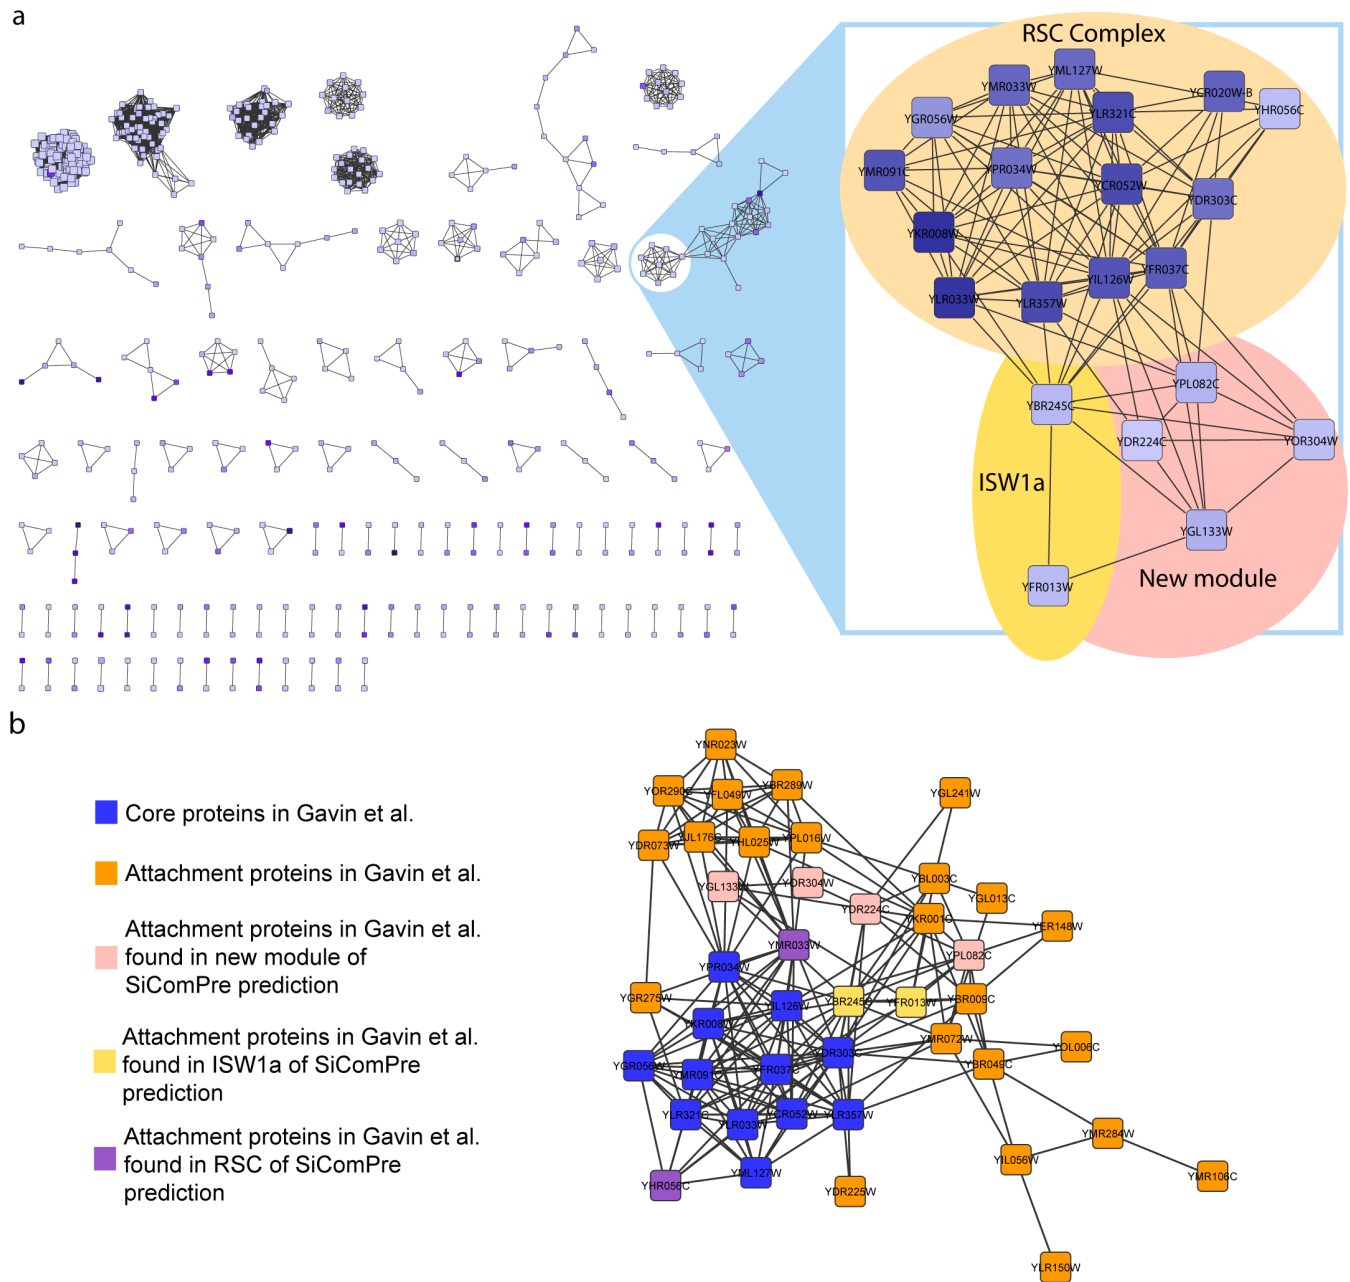 a
RSC Complex
YML127W
YMR033W
YCR020W-B
YLR321C
YHR056C
YGR056W
YMR091C
YPR034W
YCR052W
YDR303C
YKR008W
YFR037C
YIL126W
YLR033W
YLR357W
YPL082C
YBR245C
YDR224C
YOR304W
ISW1a
YGL133W
YFR013W
New module
b
Core proteins in Gavin et al.
Attachment proteins in Gavin et al.
Attachment proteins in Gavin et al.
found in new module of
SiComPre prediction
Attachment proteins in Gavin et al.
found in ISW1a of SiComPre
prediction
Attachment proteins in Gavin et al.
found in RSC of SiComPre
prediction
YNR023W
YOR290C
YFL049W
YBR289W
YGL241W
YDR073W
YJL176C
YHL025W
YPL016W
YGL133W
YOR304W
YBL003C
YGL013C
YDR224C
YKR001C
YER148W
YMR033W
YPL082C
YPR034W
YGR275W
YIL126W
YBR245C
YFR013W
YBR009C
YKR008W
YMR072W
YOL006C
YDR303C
YGR056W
YMR091C
YFR037C
YBR049C
YLR321C
YLR033W
YCR052W
YLR357W
YMR284W
YML127W
YHR056C
YDR225W
YIL056W
YMR106C
YLR150W